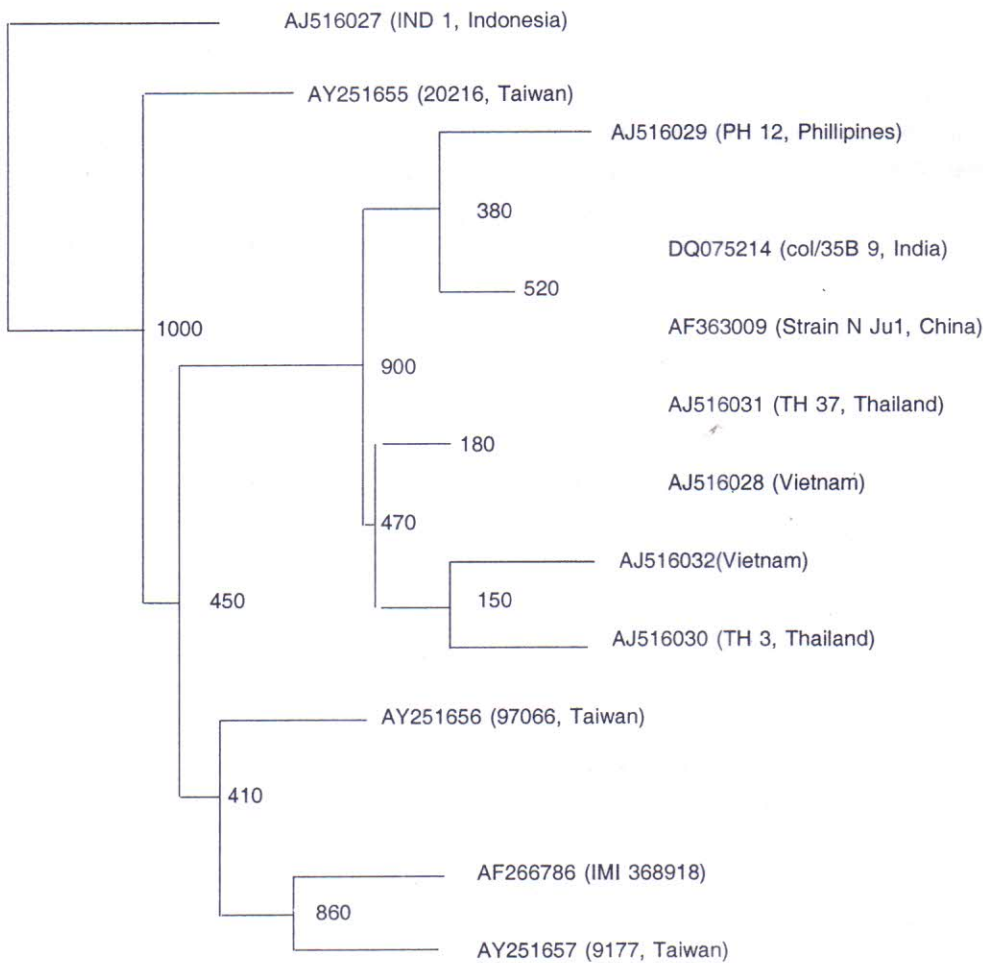 AJ516027 (IND 1, Indonesia)
AY251655 (20216, Taiwan)
AJ516029 (PH 12, Phillipines)
380
DQ075214 (col/35B 9, India)
520
AF363009 (Strain N Ju1, China)
1000
900
AJ516031 (TH 37, Thailand)
180
AJ516028 (Vietnam)
470
AJ516032(Vietnam)
450
150
AJ516030 (TH 3, Thailand)
AY251656 (97066, Taiwan)
410
AF266786 (IMI 368918)
860
AY251657 (9177, Taiwan)